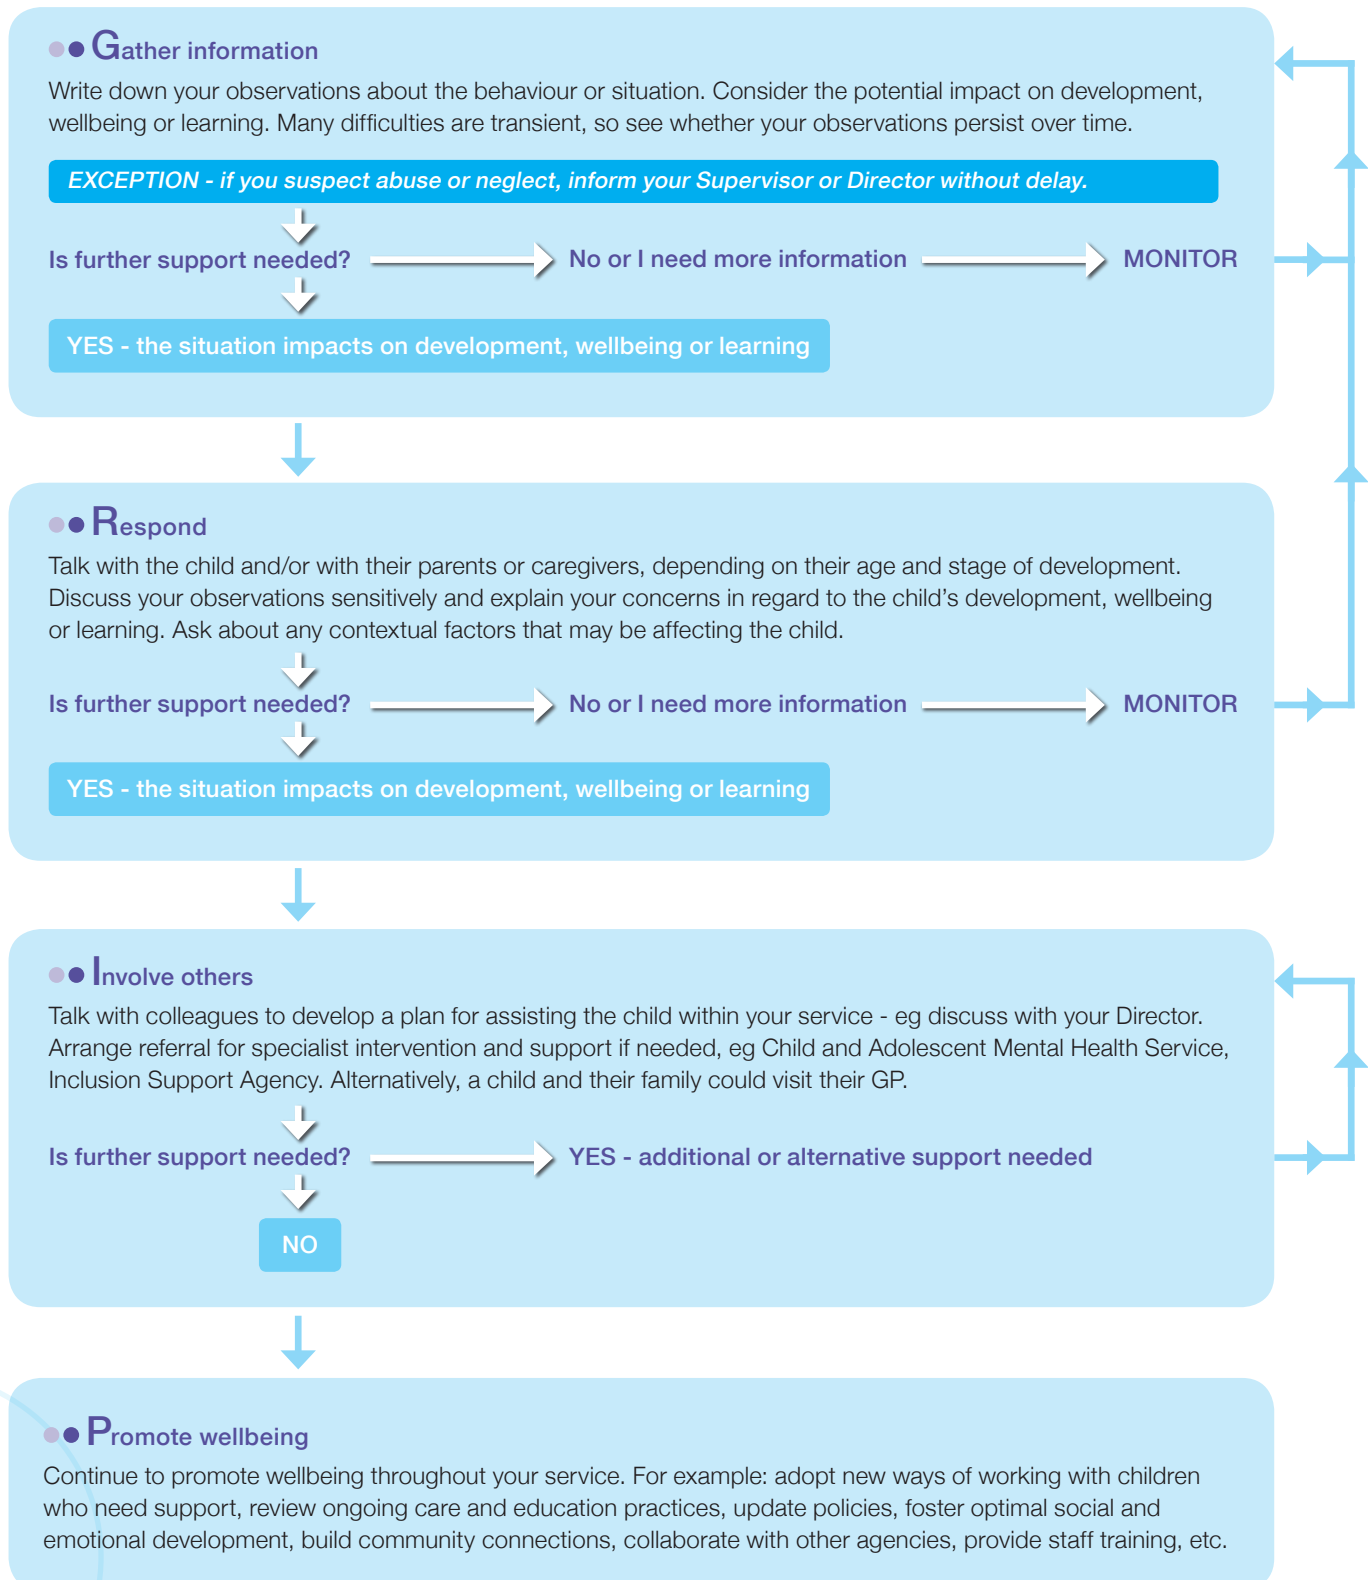 Gather information
Write down your observations about the behaviour or situation. Consider the potential impact on development,
wellbeing or learning. Many difficulties are transient, so see whether your observations persist over time.
EXCEPTION - if you suspect abuse or neglect, inform your Supervisor or Director without delay.
Is further support needed? No or I need more information MONITOR
YES - the situation impacts on development, wellbeing or learning
Respond
Talk with the child and/or with their parents or caregivers, depending on their age and stage of development.
Discuss your observations sensitively and explain your concerns in regard to the child's development, wellbeing
or learning. Ask about any contextual factors that may be affecting the child.
Is further support needed? No or I need more information MONITOR
YES - the situation impacts on development, wellbeing or learning
Involve others
Talk with colleagues to develop a plan for assisting the child within your service - eg discuss with your Director.
Arrange referral for specialist intervention and support if needed, eg Child and Adolescent Mental Health Service,
Inclusion Support Agency. Alternatively, a child and their family could visit their GP.
Is further support needed? YES - additional or alternative support needed
NO
Promote wellbeing
Continue to promote wellbeing throughout your service. For example: adopt new ways of working with children
who need support, review ongoing care and education practices, update policies, foster optimal social and
emotional development, build community connections, collaborate with other agencies, provide staff training, etc.